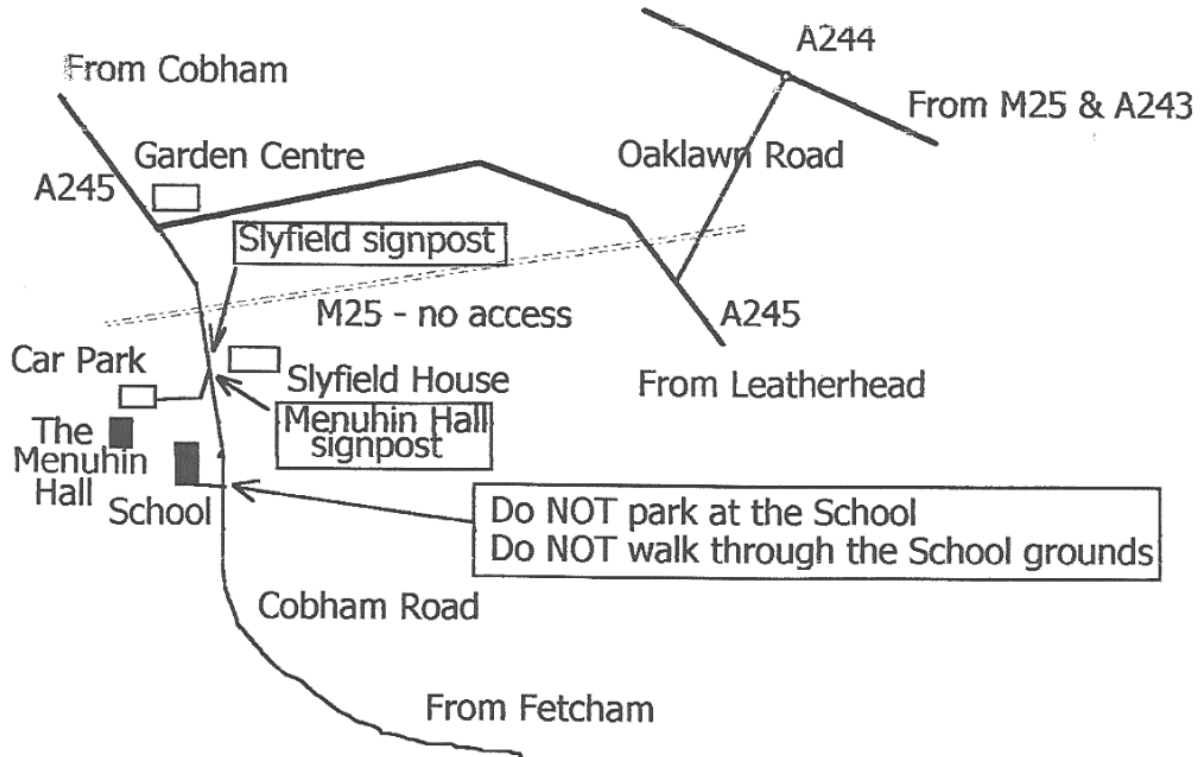 A244
From Cobham
From M25 & A243
Garden Centre
Oaklawn Road
A245
Slyfield signpost
M25 - no access
A245
Car Park
Slyfield House
From Leatherhead
Menuhin Hall
signpost
The
Menuhin
Hall
School
Do NOT park at the School
Do NOT walk through the School grounds
Cobham Road
From Fetcham